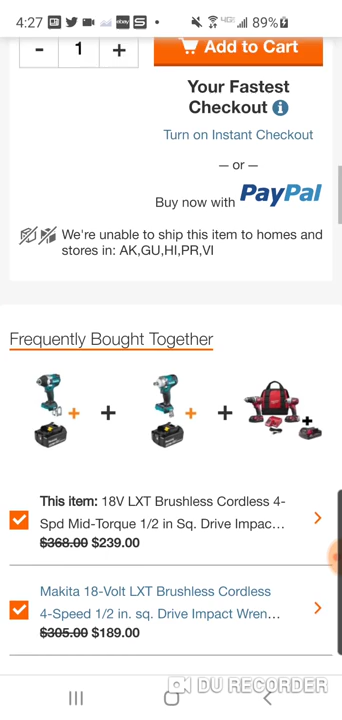 4:27
89%
- 1 +
Add to Cart
Your Fastest
Checkout
Turn on Instant Checkout
— or —
Buy now with PayPal
We're unable to ship this item to homes and
stores in: AK,GU,HI,PR,VI
Frequently Bought Together
+ + + + +
This item: 18V LXT Brushless Cordless 4-
Spd Mid-Torque 1/2 in Sq. Drive Impac...
$368.00 $239.00
Makita 18-Volt LXT Brushless Cordless
4-Speed 1/2 in. sq. Drive Impact Wren...
$305.00 $189.00
DU RECORDER